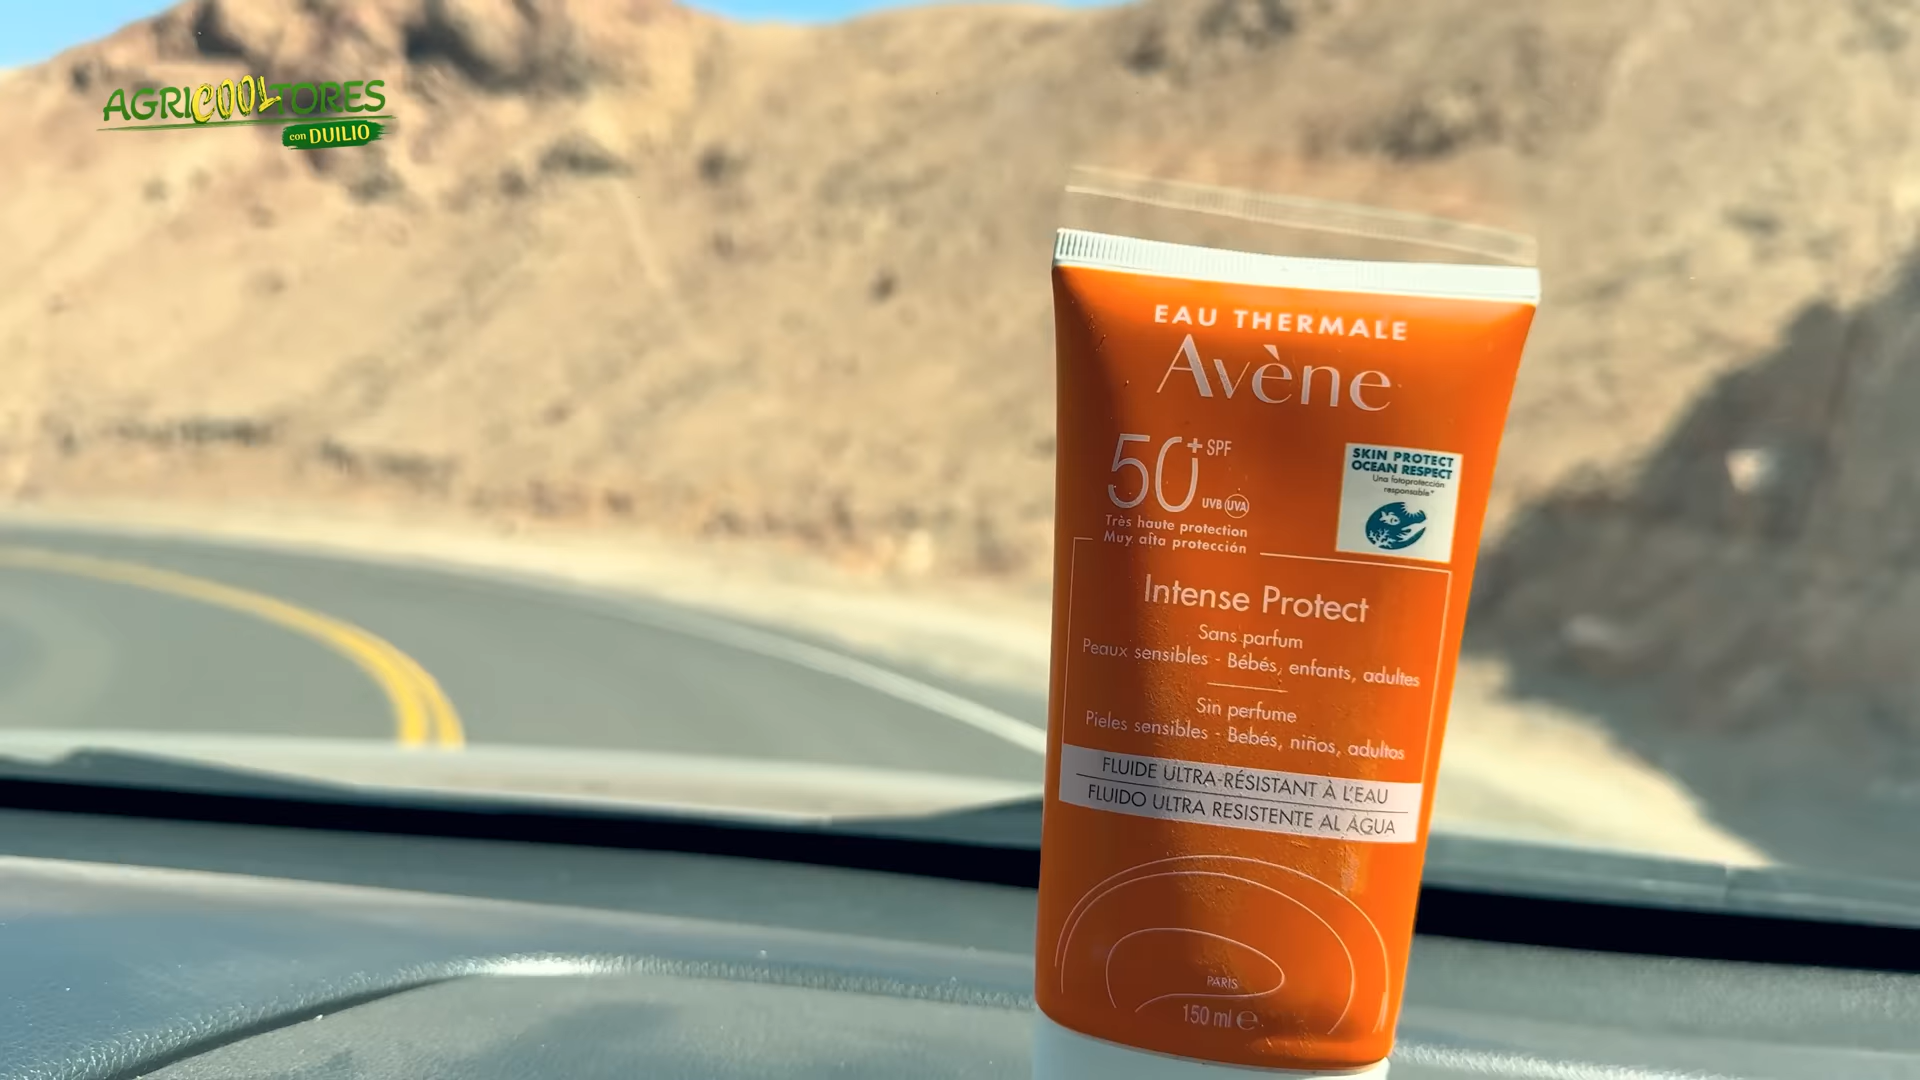 AGRICOOLTORES
con DUILIO
EAU THERMALE
Avène
50+ SPF
UVB UVA
Très haute protection
Muy alta protección
SKIN PROTECT
OCEAN RESPECT
Una fotoprotección
responsable*
Intense Protect
Sans parfum
Peaux sensibles - Bébés, enfants, adultes
Sin perfume
Pieles sensibles - Bebés, niños, adultos
FLUIDE ULTRA-RÉSISTANT À L'EAU
FLUIDO ULTRA RESISTENTE AL AGUA
PARIS
150 ml e